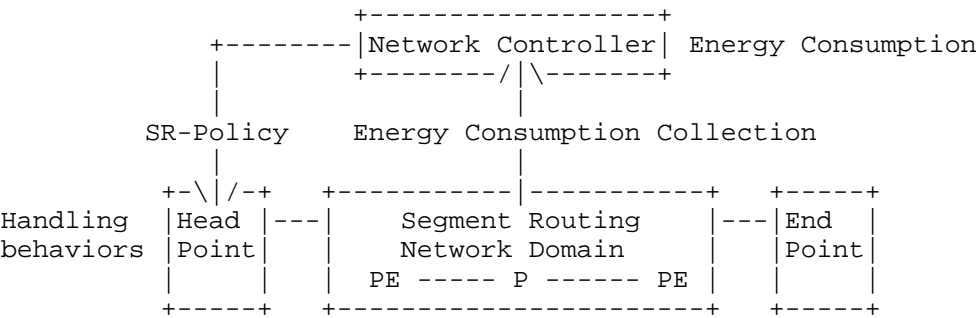 Network Controller Energy Consumption
SR-Policy Energy Consumption Collection
Handling Head Segment Routing End
behaviors Point Network Domain Point
PE ----- P ------ PE